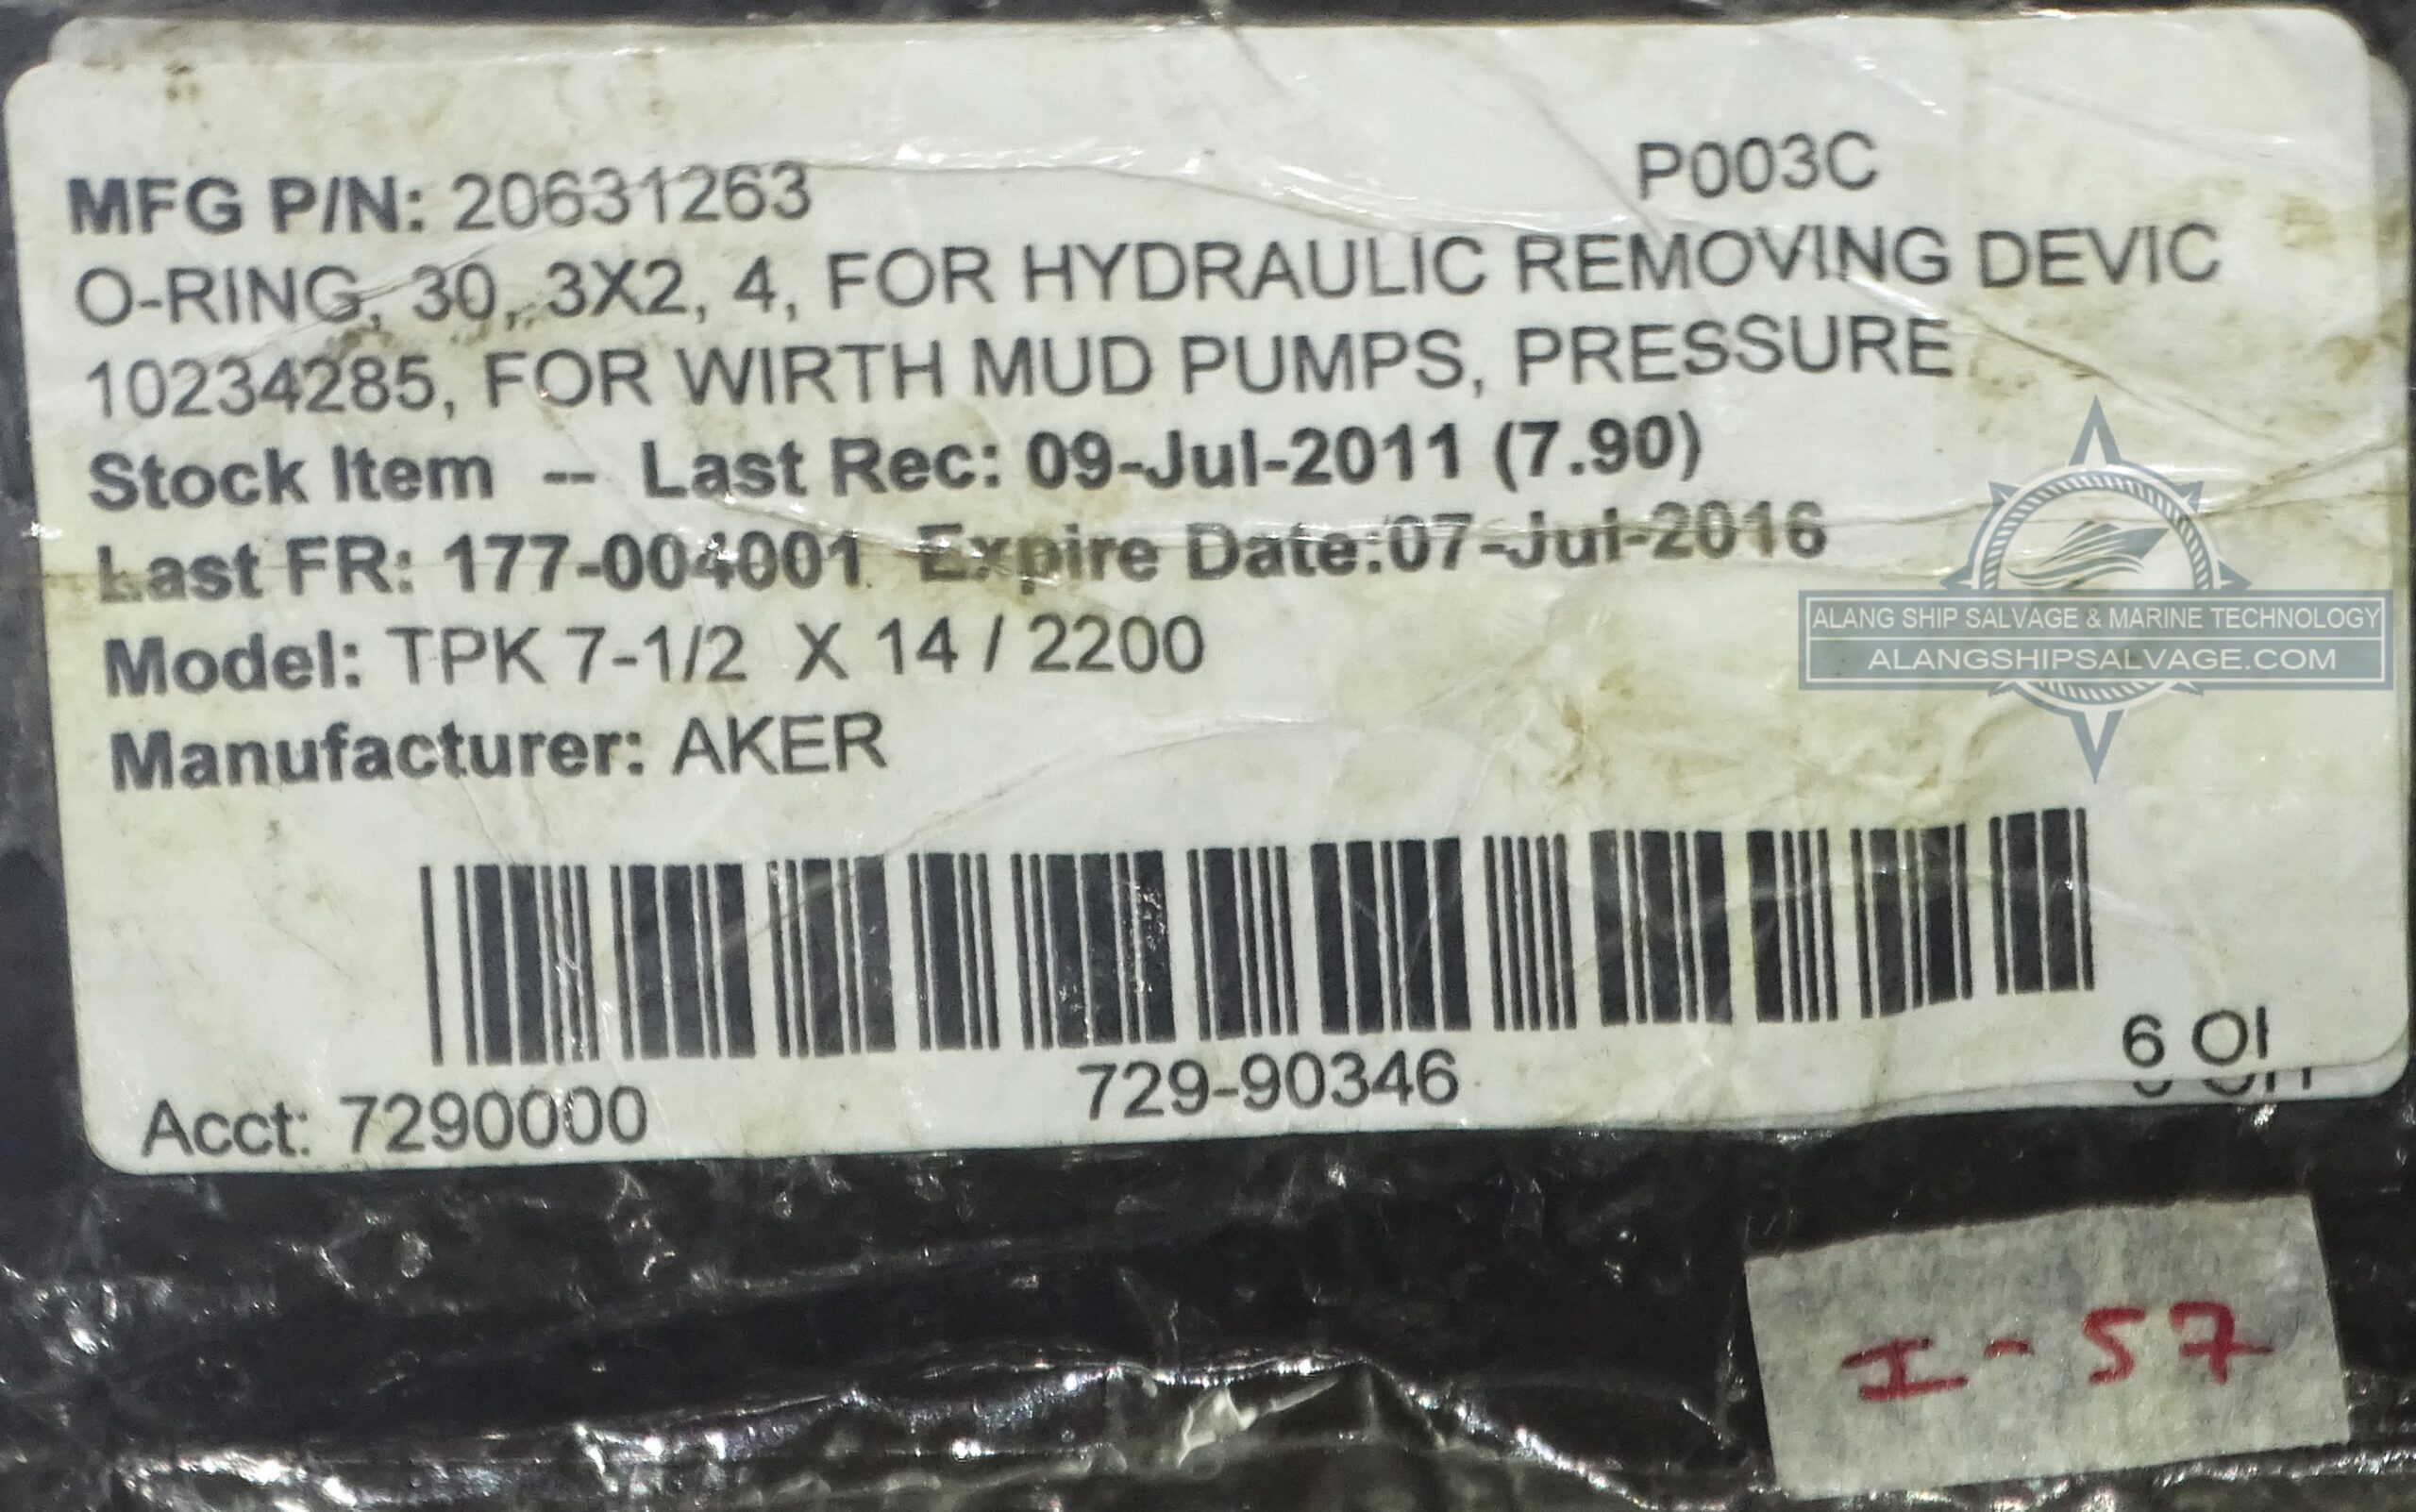 P003C
MFG P/N: 20631263
O-RING, 30, 3X2, 4, FOR HYDRAULIC REMOVING DEVIC
10234285, FOR WIRTH MUD PUMPS, PRESSURE
Stock Item -- Last Rec: 09-Jul-2011 (7.90)
Last FR: 177-004001 Expire Date:07-Jul-2016
Model: TPK 7-1/2 X 14 / 2200
Manufacturer: AKER
ALANG SHIP SALVAGE & MARINE TECHNOLOGY
ALANGSHIPSALVAGE.COM
Acct: 7290000 729-90346
I-57